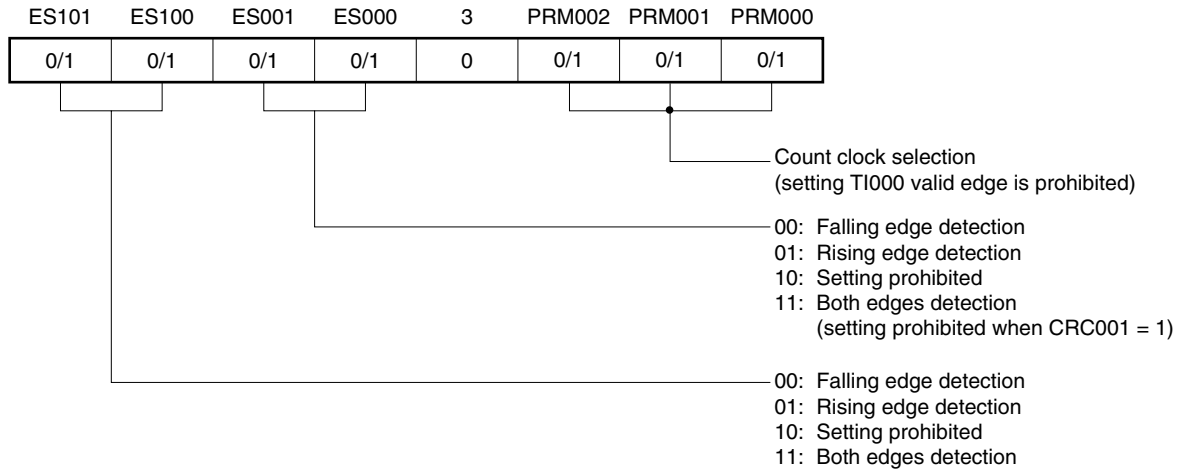 ES101 ES100 ES001 ES000 3 PRM002 PRM001 PRM000
0/1 0/1 0/1 0/1 0 0/1 0/1 0/1
Count clock selection
(setting TI000 valid edge is prohibited)
00: Falling edge detection
01: Rising edge detection
10: Setting prohibited
11: Both edges detection
(setting prohibited when CRC001 = 1)
00: Falling edge detection
01: Rising edge detection
10: Setting prohibited
11: Both edges detection